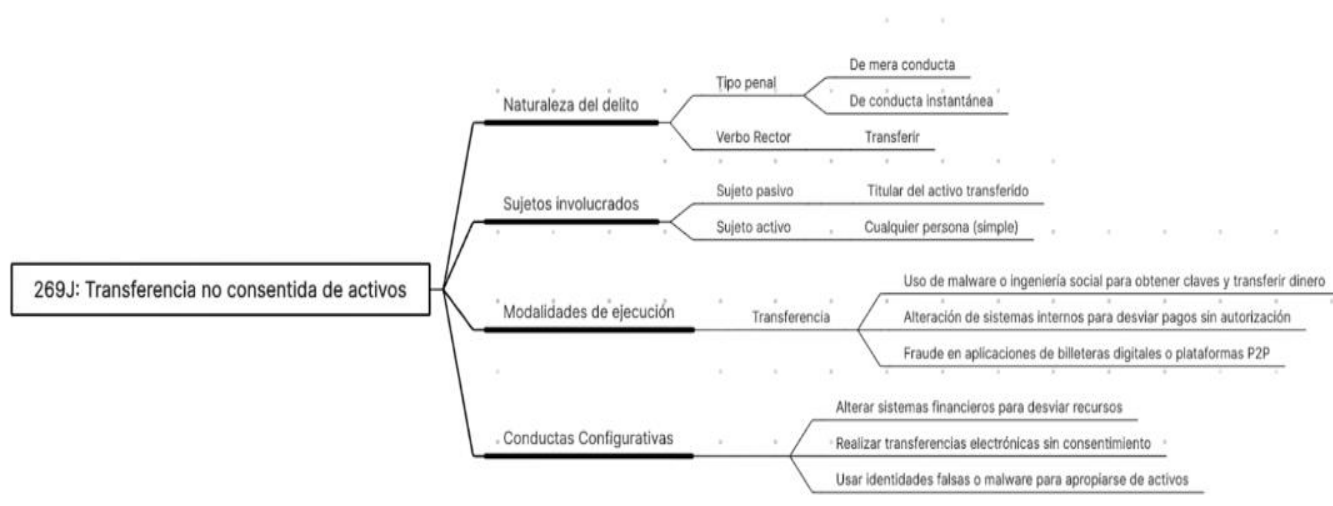 269J: Transferencia no consentida de activos
Naturaleza del delito
Tipo penal
De mera conducta
De conducta instantánea
Verbo Rector
Transferir
Sujetos involucrados
Sujeto pasivo
Titular del activo transferido
Sujeto activo
Cualquier persona (simple)
Modalidades de ejecución
Transferencia
Uso de malware o ingeniería social para obtener claves y transferir dinero
Alteración de sistemas internos para desviar pagos sin autorización
Fraude en aplicaciones de billeteras digitales o plataformas P2P
Conductas Configurativas
Alterar sistemas financieros para desviar recursos
Realizar transferencias electrónicas sin consentimiento
Usar identidades falsas o malware para apropiarse de activos